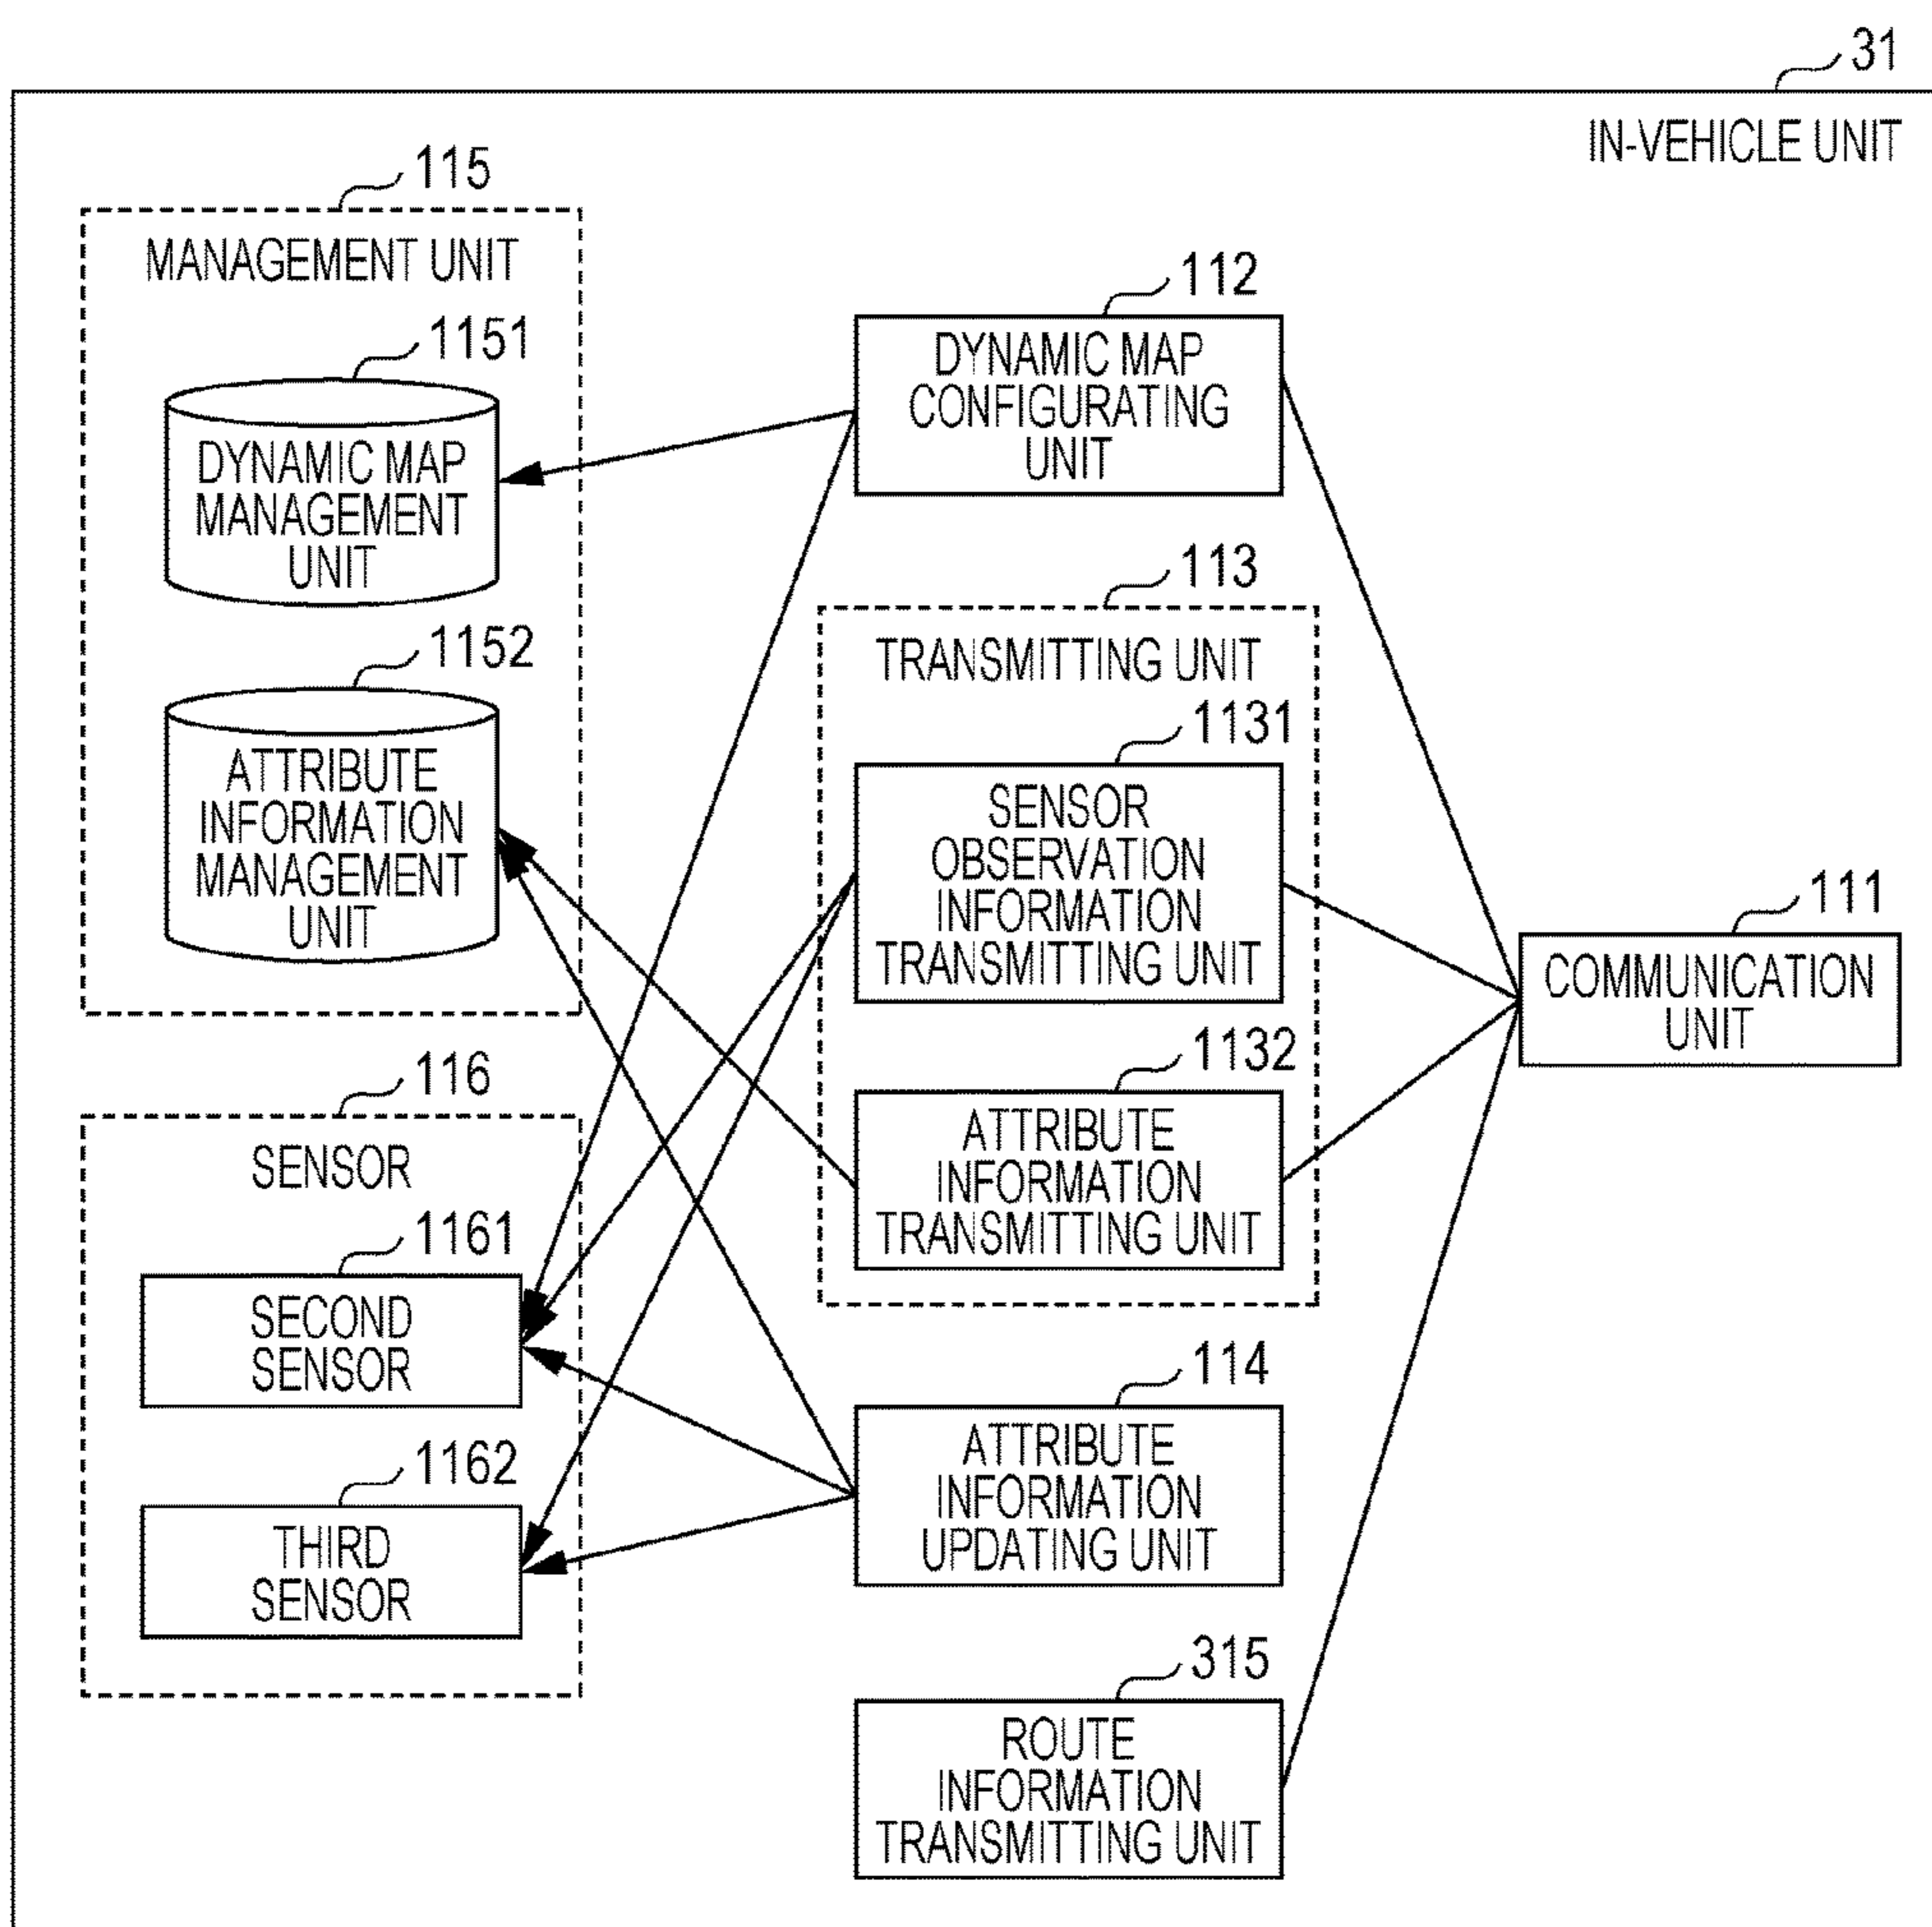 31
IN-VEHICLE UNIT
115
MANAGEMENT UNIT
1151
DYNAMIC MAP
MANAGEMENT
UNIT
1152
ATTRIBUTE
INFORMATION
MANAGEMENT
UNIT
116
SENSOR
1161
SECOND
SENSOR
1162
THIRD
SENSOR
112
DYNAMIC MAP
CONFIGURATING
UNIT
113
TRANSMITTING UNIT
1131
SENSOR
OBSERVATION
INFORMATION
TRANSMITTING UNIT
1132
ATTRIBUTE
INFORMATION
TRANSMITTING UNIT
114
ATTRIBUTE
INFORMATION
UPDATING UNIT
315
ROUTE
INFORMATION
TRANSMITTING UNIT
111
COMMUNICATION
UNIT